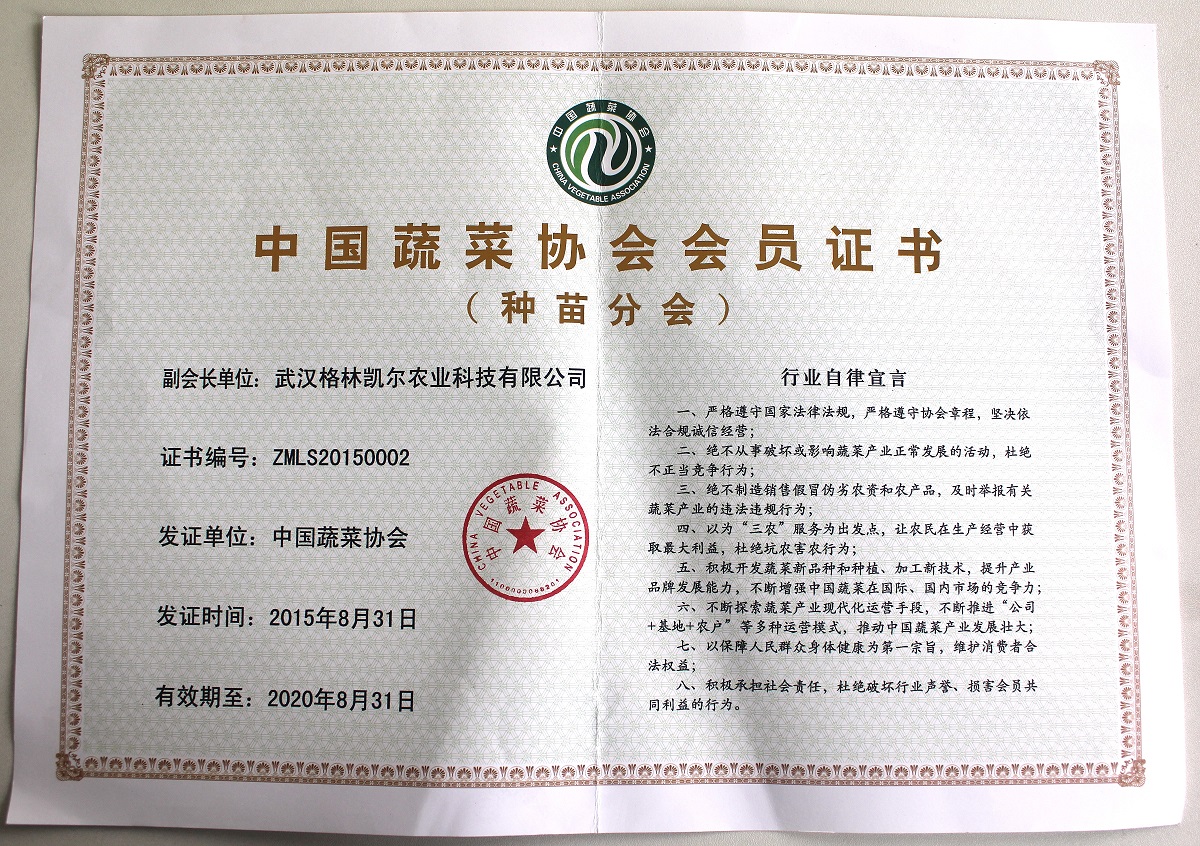 中国蔬菜协会
CHINA VEGETABLE ASSOCIATION
中国蔬菜协会会员证书
（种苗分会）
副会长单位：武汉格林凯尔农业科技有限公司
证书编号：ZMLS20150002
发证单位：中国蔬菜协会
发证时间：2015年8月31日
有效期至：2020年8月31日
CHINA VEGETABLE ASSOCIATION
中国蔬菜协会
行业自律宣言
一、严格遵守国家法律法规，严格遵守协会章程，坚决依
法合规诚信经营；
二、绝不从事破坏或影响蔬菜产业正常发展的活动，杜绝
不正当竞争行为；
三、绝不制造销售假冒伪劣农资和农产品，及时举报有关
蔬菜产业的违法违规行为；
四、以为“三农”服务为出发点，让农民在生产经营中获
取最大利益，杜绝坑农害农行为；
五、积极开发蔬菜新品种和种植、加工新技术，提升产业
品牌发展能力，不断增强中国蔬菜在国际、国内市场的竞争力；
六、不断探索蔬菜产业现代化运营手段，不断推进“公司
+基地+农户”等多种运营模式，推动中国蔬菜产业发展壮大；
七、以保障人民群众身体健康为第一宗旨，维护消费者合
法权益；
八、积极承担社会责任，杜绝破坏行业声誉、损害会员共
同利益的行为。